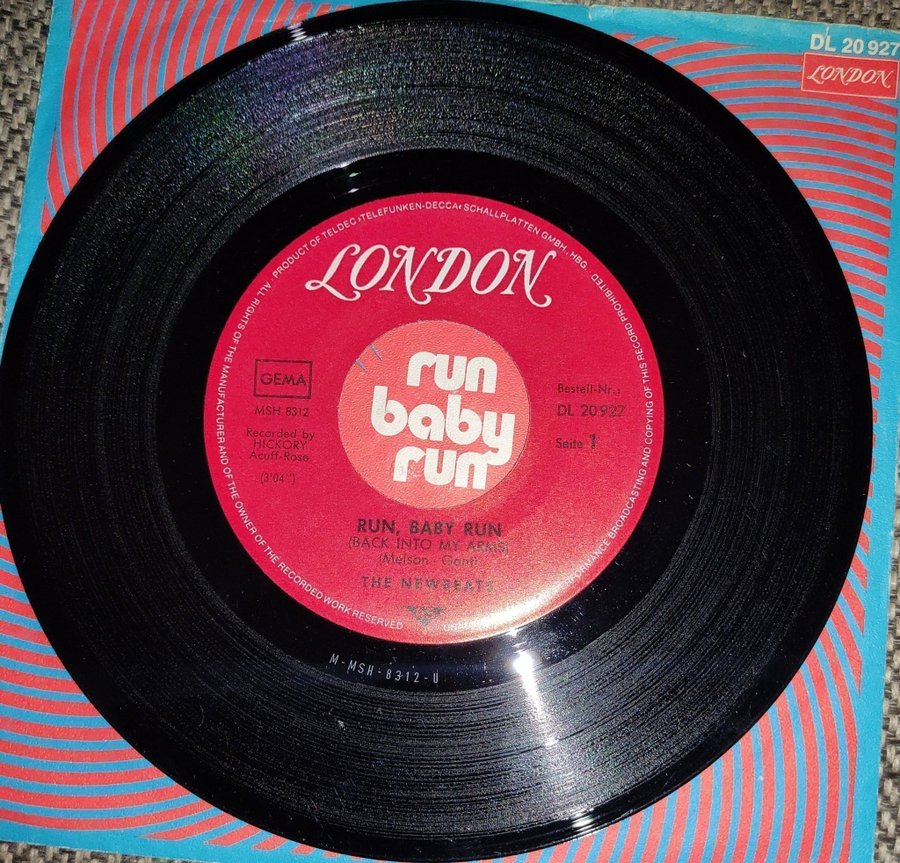 DL 20 927
LONDON
ALL RIGHTS OF THE MANUFACTURER AND OF THE OWNER OF THE RECORDED WORK RESERVED
PRODUCT OF TELDEC ›TELEFUNKEN-DECCA‹ SCHALLPLATTEN GMBH., HBG.
PERFORMANCE BROADCASTING AND COPYING OF THIS RECORD PROHIBITED
LONDON
run
baby
run
GEMA
MSH 8312
Recorded by
HICKORY
Acuff-Rose
(3'04")
Bestell-Nr.:
DL 20 927
Seite 1
RUN, BABY RUN
(BACK INTO MY ARMS)
(Melson - Gant)
THE NEWBEATS
M-MSH-8312-U